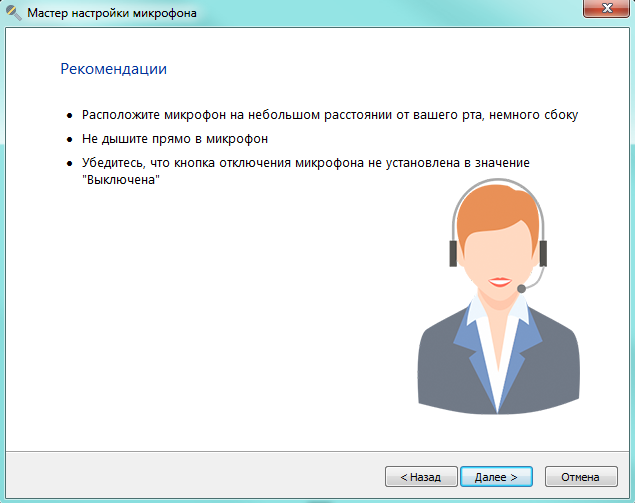 Мастер настройки микрофона
Рекомендации
• Расположите микрофон на небольшом расстоянии от вашего рта, немного сбоку
• Не дышите прямо в микрофон
• Убедитесь, что кнопка отключения микрофона не установлена в значение
"Выключена"
< Назад
Далее >
Отмена